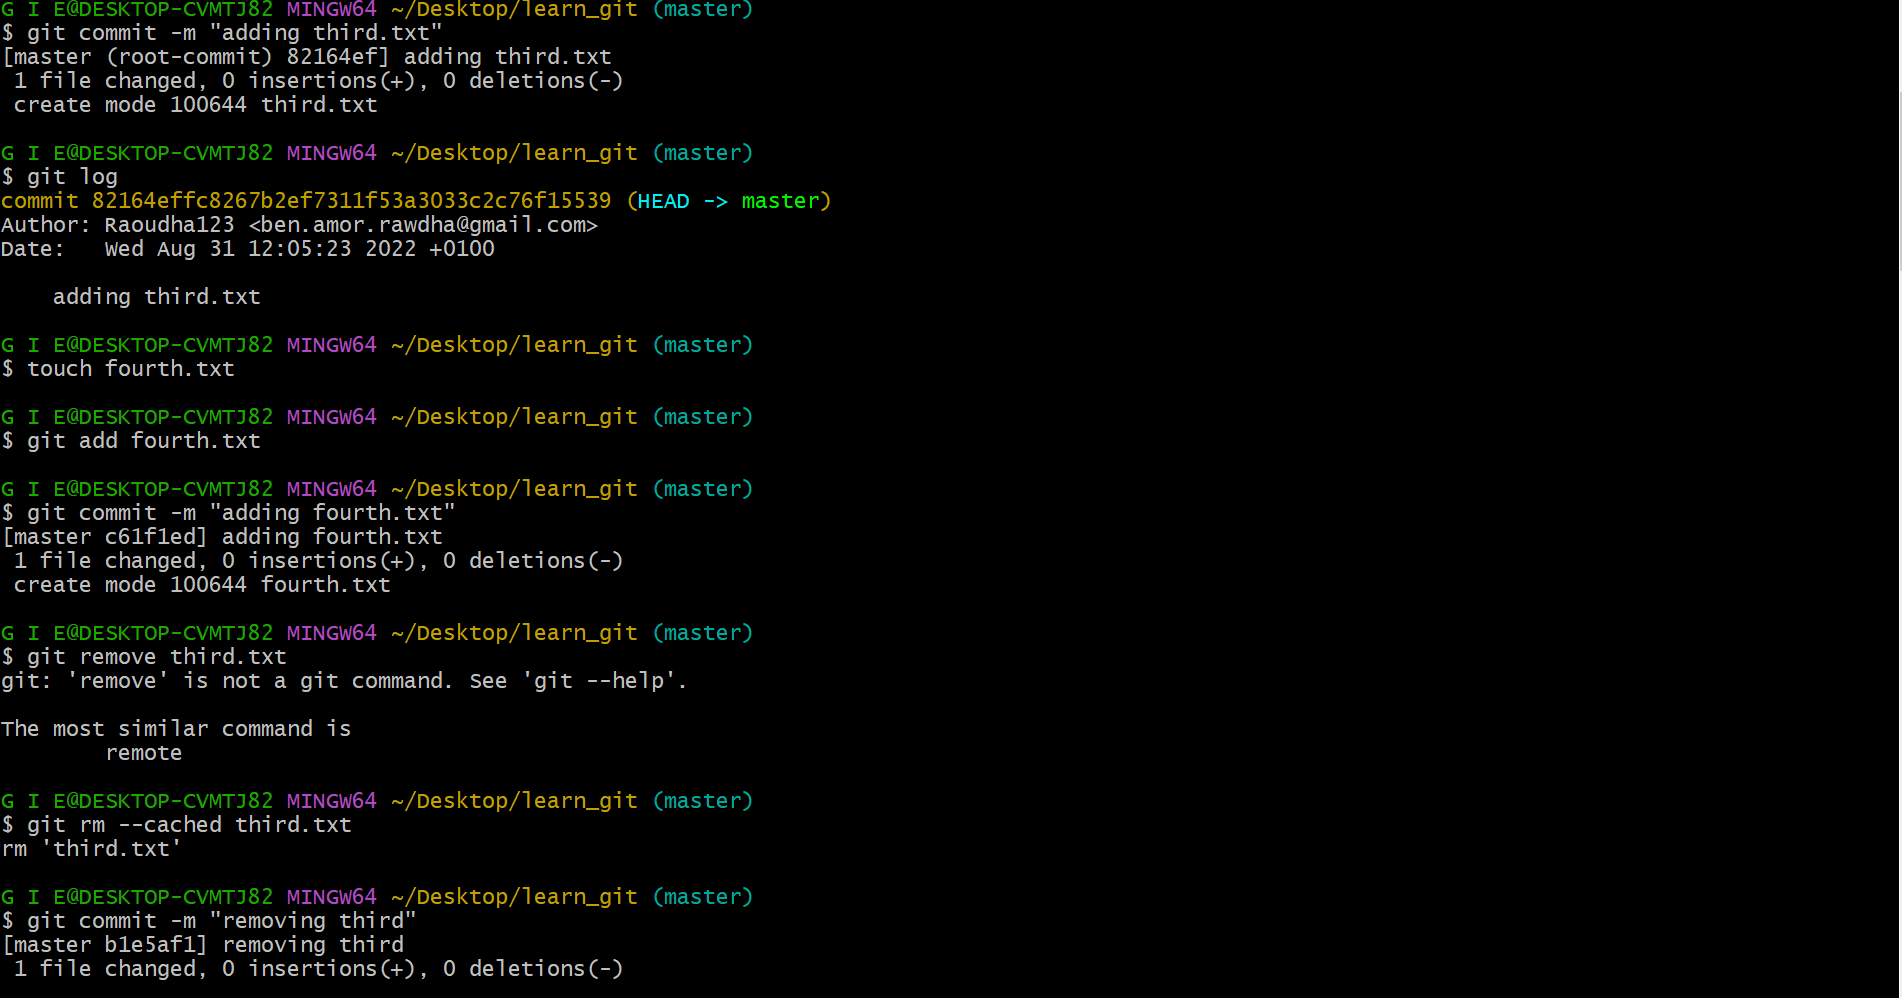 G I E@DESKTOP-CVMTJ82 MINGW64 ~/Desktop/learn_git (master)
$ git commit -m "adding third.txt"
[master (root-commit) 82164ef] adding third.txt
 1 file changed, 0 insertions(+), 0 deletions(-)
 create mode 100644 third.txt

G I E@DESKTOP-CVMTJ82 MINGW64 ~/Desktop/learn_git (master)
$ git log
commit 82164effc8267b2ef7311f53a3033c2c76f15539 (HEAD -> master)
Author: Raoudha123 <ben.amor.rawdha@gmail.com>
Date:   Wed Aug 31 12:05:23 2022 +0100

    adding third.txt

G I E@DESKTOP-CVMTJ82 MINGW64 ~/Desktop/learn_git (master)
$ touch fourth.txt

G I E@DESKTOP-CVMTJ82 MINGW64 ~/Desktop/learn_git (master)
$ git add fourth.txt

G I E@DESKTOP-CVMTJ82 MINGW64 ~/Desktop/learn_git (master)
$ git commit -m "adding fourth.txt"
[master c61f1ed] adding fourth.txt
 1 file changed, 0 insertions(+), 0 deletions(-)
 create mode 100644 fourth.txt

G I E@DESKTOP-CVMTJ82 MINGW64 ~/Desktop/learn_git (master)
$ git remove third.txt
git: 'remove' is not a git command. See 'git --help'.

The most similar command is
        remote

G I E@DESKTOP-CVMTJ82 MINGW64 ~/Desktop/learn_git (master)
$ git rm --cached third.txt
rm 'third.txt'

G I E@DESKTOP-CVMTJ82 MINGW64 ~/Desktop/learn_git (master)
$ git commit -m "removing third"
[master b1e5af1] removing third
 1 file changed, 0 insertions(+), 0 deletions(-)